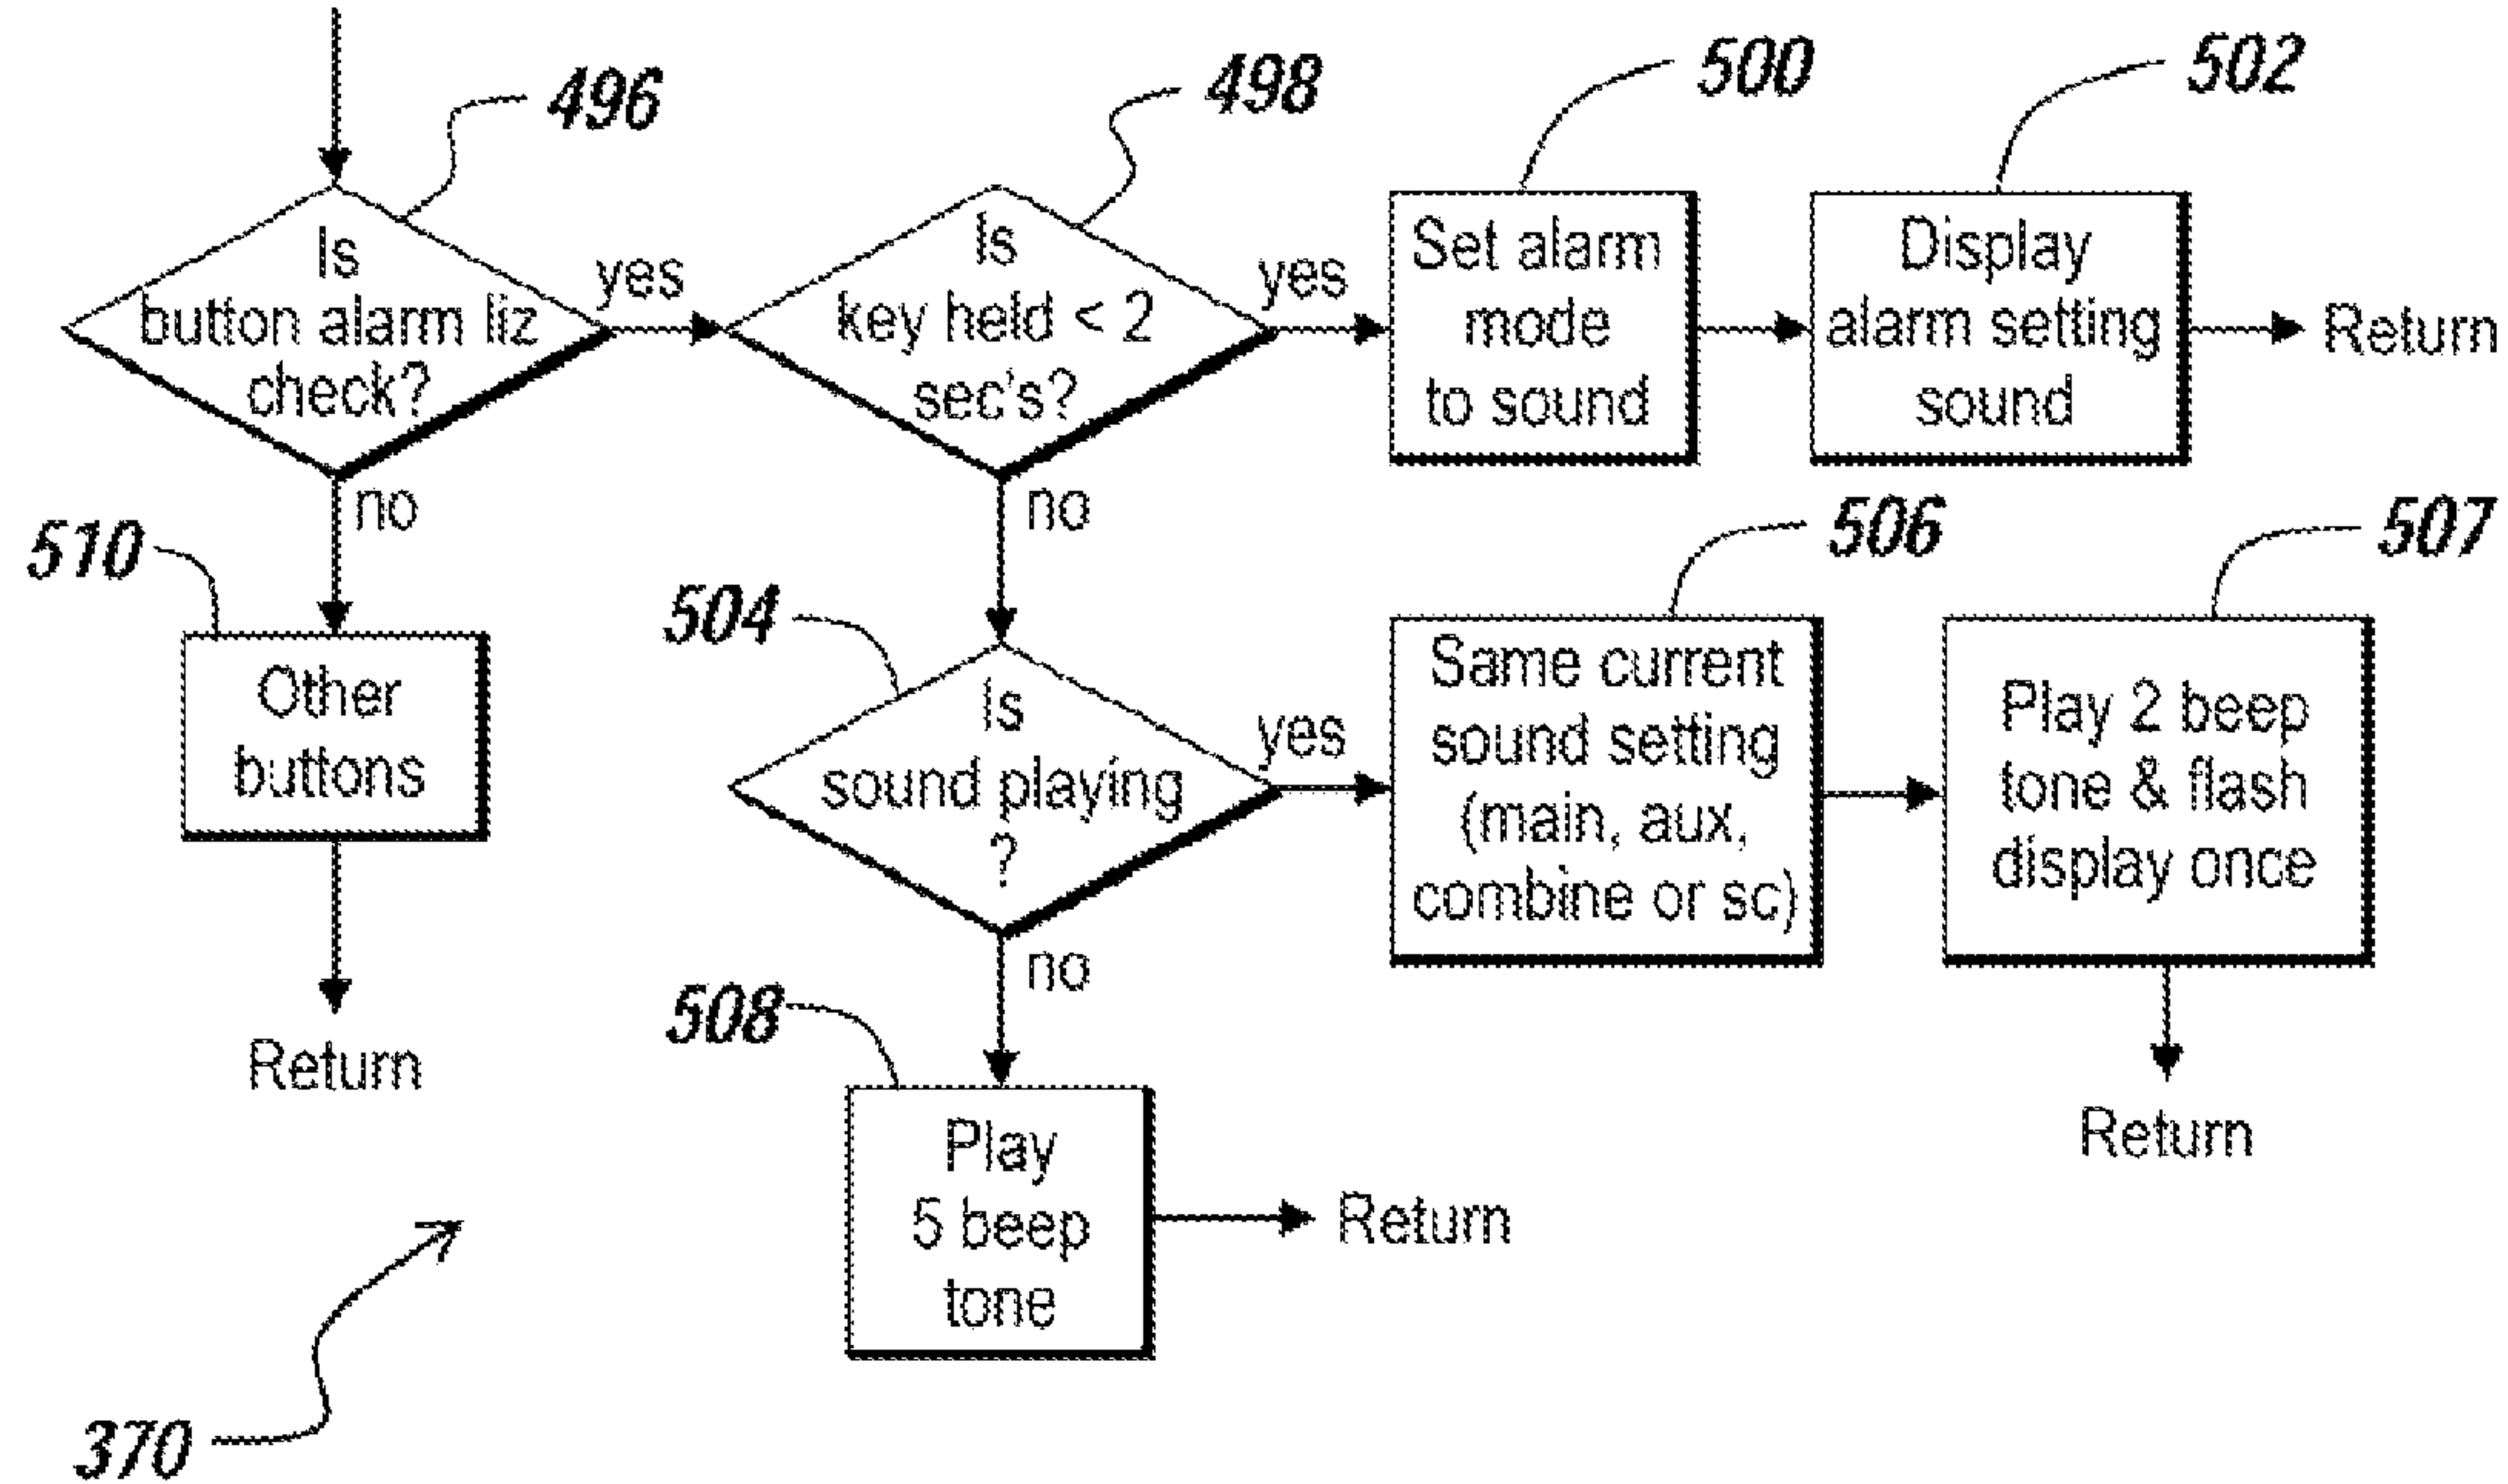 496
498
500
502
Is
button alarm liz
check?
yes
Is
key held < 2
sec's?
yes
Set alarm
mode
to sound
Display
alarm setting
sound
Return
no
no
510
Other
buttons
Return
504
Is
sound playing
?
yes
506
Same current
sound setting
(main, aux,
combine or sc)
507
Play 2 beep
tone & flash
display once
Return
no
508
Play
5 beep
tone
Return
370